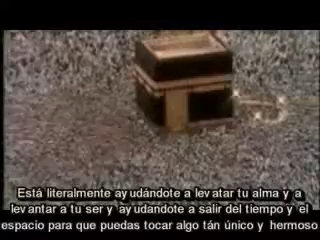 Está literalmente ayudándote a levatar tu alma y a
levantar a tu ser y ayudandote a salir del tiempo y el
espacio para que puedas tocar algo tán único y hermoso